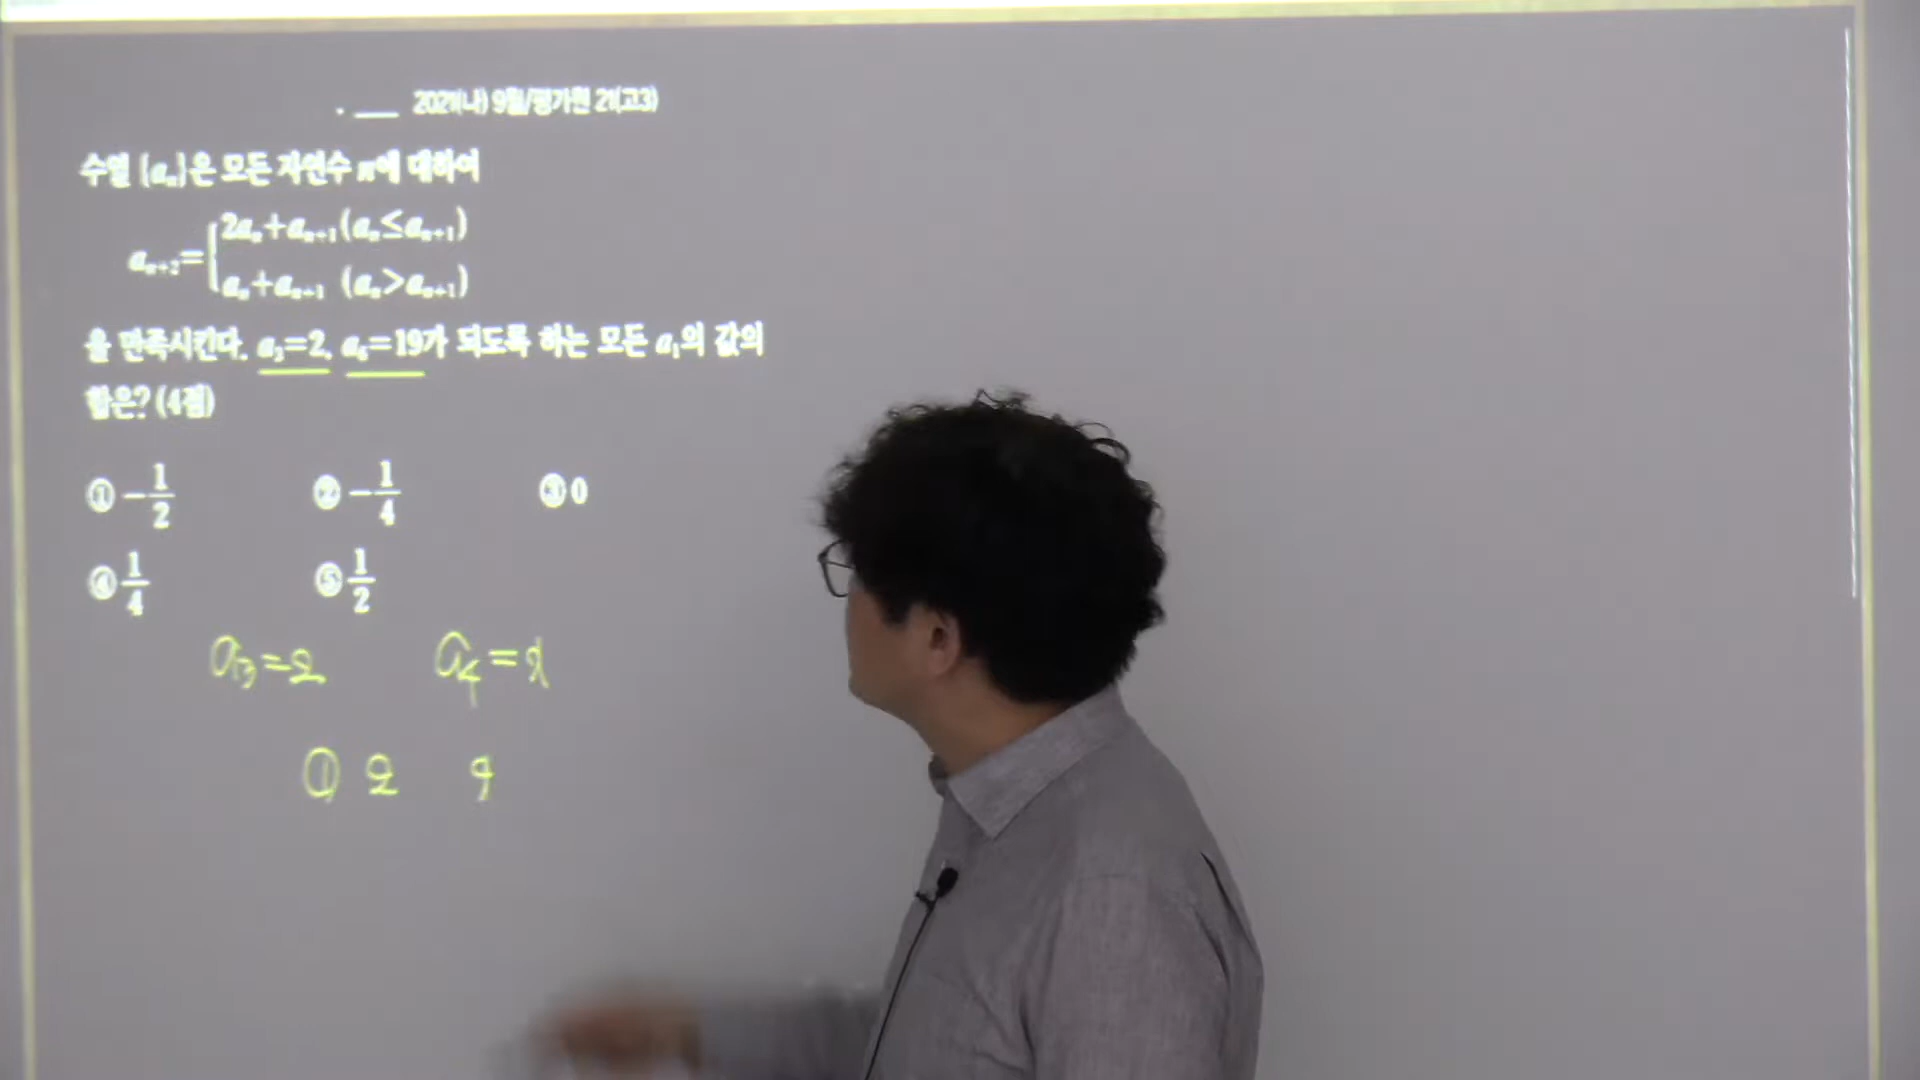 2021(나) 9월/평가원 21(고3)
수열 {aₙ}은 모든 자연수 n에 대하여
aₙ₊₂= { 2aₙ+aₙ₊₁ (aₙ≤aₙ₊₁)
aₙ+aₙ₊₁ (aₙ>aₙ₊₁)
을 만족시킨다. a₃=2, a₆=19가 되도록 하는 모든 a₁의 값의
합은? (4점)
① -1/2 ② -1/4 ③ 0
④ 1/4 ⑤ 1/2
a₃=2 a₄=
① 2